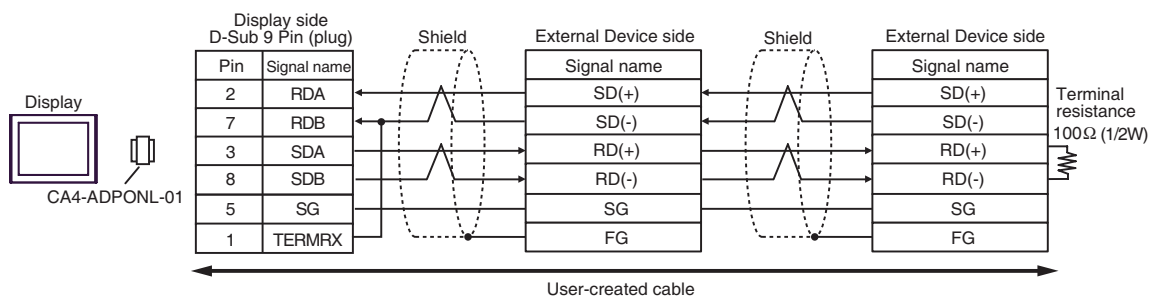 Display side
D-Sub 9 Pin (plug)
Shield
External Device side
Shield
External Device side
Pin
Signal name
Signal name
Signal name
Display
2
RDA
SD(+)
SD(+)
Terminal
resistance
100Ω (1/2W)
7
RDB
SD(-)
SD(-)
3
SDA
RD(+)
RD(+)
8
SDB
RD(-)
RD(-)
CA4-ADPONL-01
5
SG
SG
SG
1
TERMRX
FG
FG
User-created cable